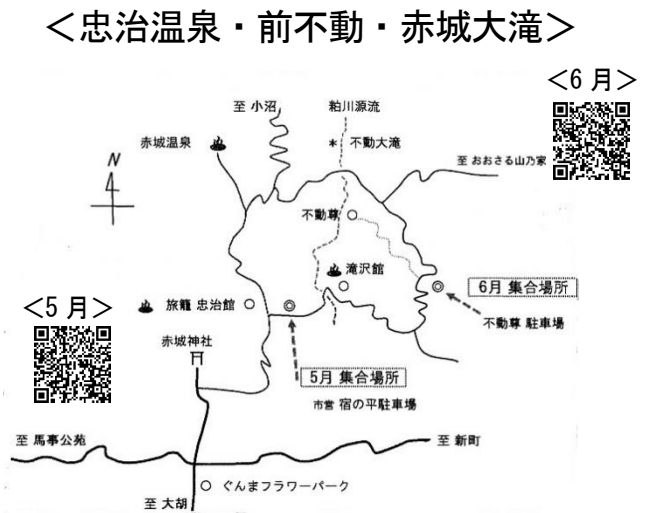 ＜忠治温泉・前不動・赤城大滝＞
＜6 月＞
至 小沼
粕川源流
赤城温泉
* 不動大滝
至 おおさる山乃家
N
不動尊
滝沢館
6月 集合場所
＜5 月＞
旅籠 忠治館
不動尊 駐車場
赤城神社
5月 集合場所
市営 宿の平駐車場
至 馬事公苑
至 新町
ぐんまフラワーパーク
至 大胡